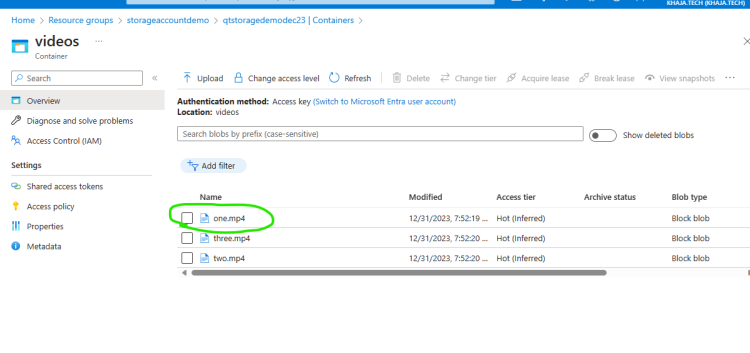 KHAJA.TECH (KHAJA.TECH)
Home > Resource groups > storageaccountdemo > qtstoragedemodec23 | Containers >
videos ...
Container
Search
Upload Change access level Refresh Delete Change tier Acquire lease Break lease View snapshots ...
Overview
Diagnose and solve problems
Access Control (IAM)
Settings
Shared access tokens
Access policy
Properties
Metadata
Authentication method: Access key (Switch to Microsoft Entra user account)
Location: videos
Search blobs by prefix (case-sensitive)
Show deleted blobs
Add filter
Name Modified Access tier Archive status Blob type
one.mp4 12/31/2023, 7:52:19 ... Hot (Inferred) Block blob
three.mp4 12/31/2023, 7:52:20 ... Hot (Inferred) Block blob
two.mp4 12/31/2023, 7:52:20 ... Hot (Inferred) Block blob